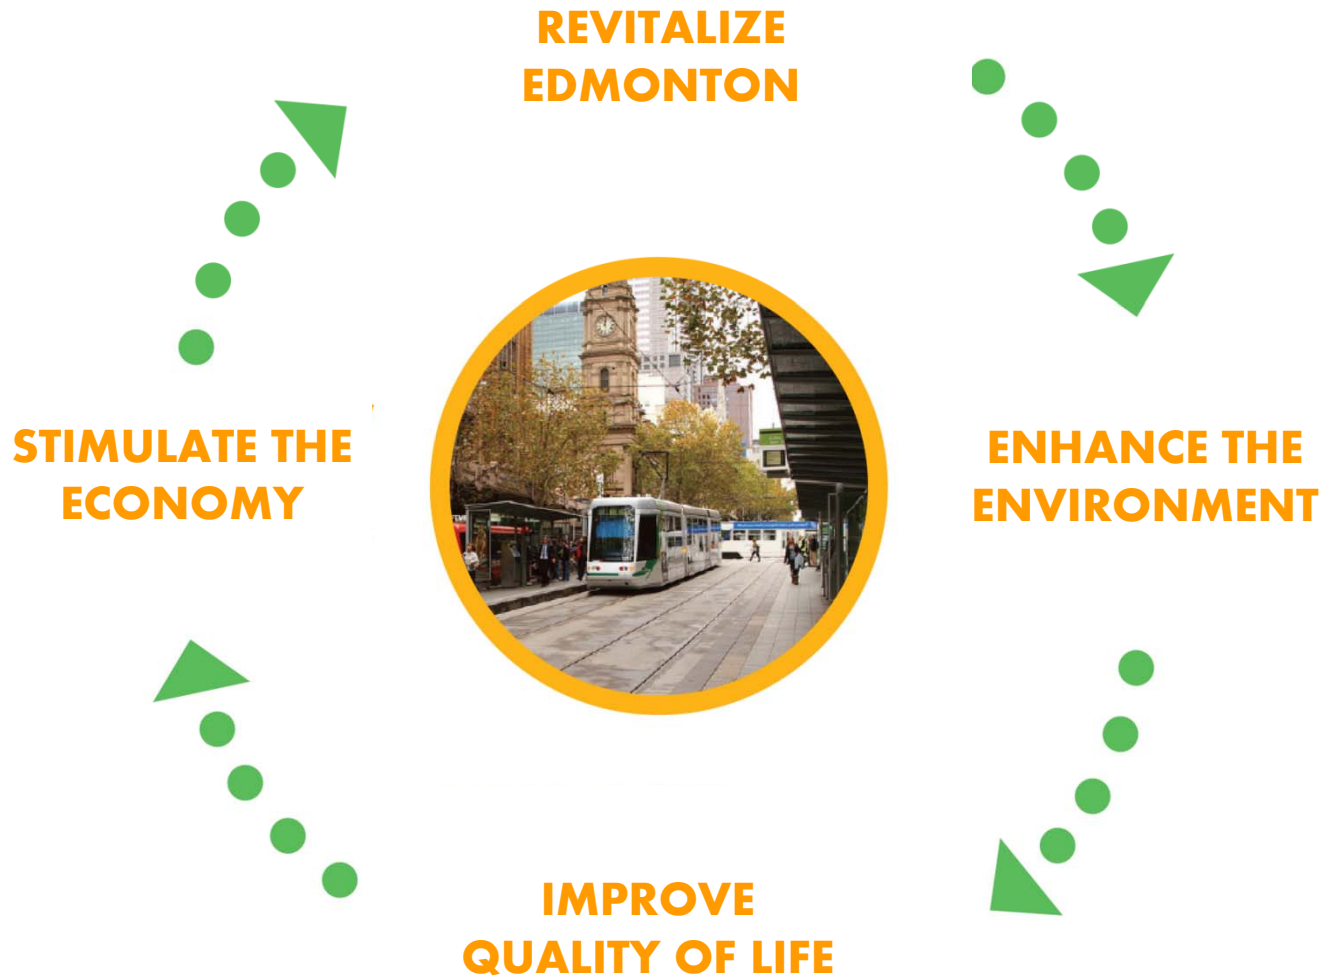 REVITALIZE
EDMONTON
STIMULATE THE
ECONOMY
ENHANCE THE
ENVIRONMENT
IMPROVE
QUALITY OF LIFE